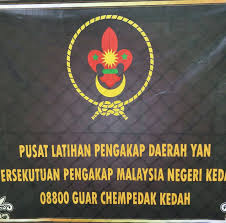 PUSAT LATIHAN PENGAKAP DAERAH YAN
ERSEKUTUAN PENGAKAP MALAYSIA NEGERI KEDA
08800 GUAR CHEMPEDAK KEDAH